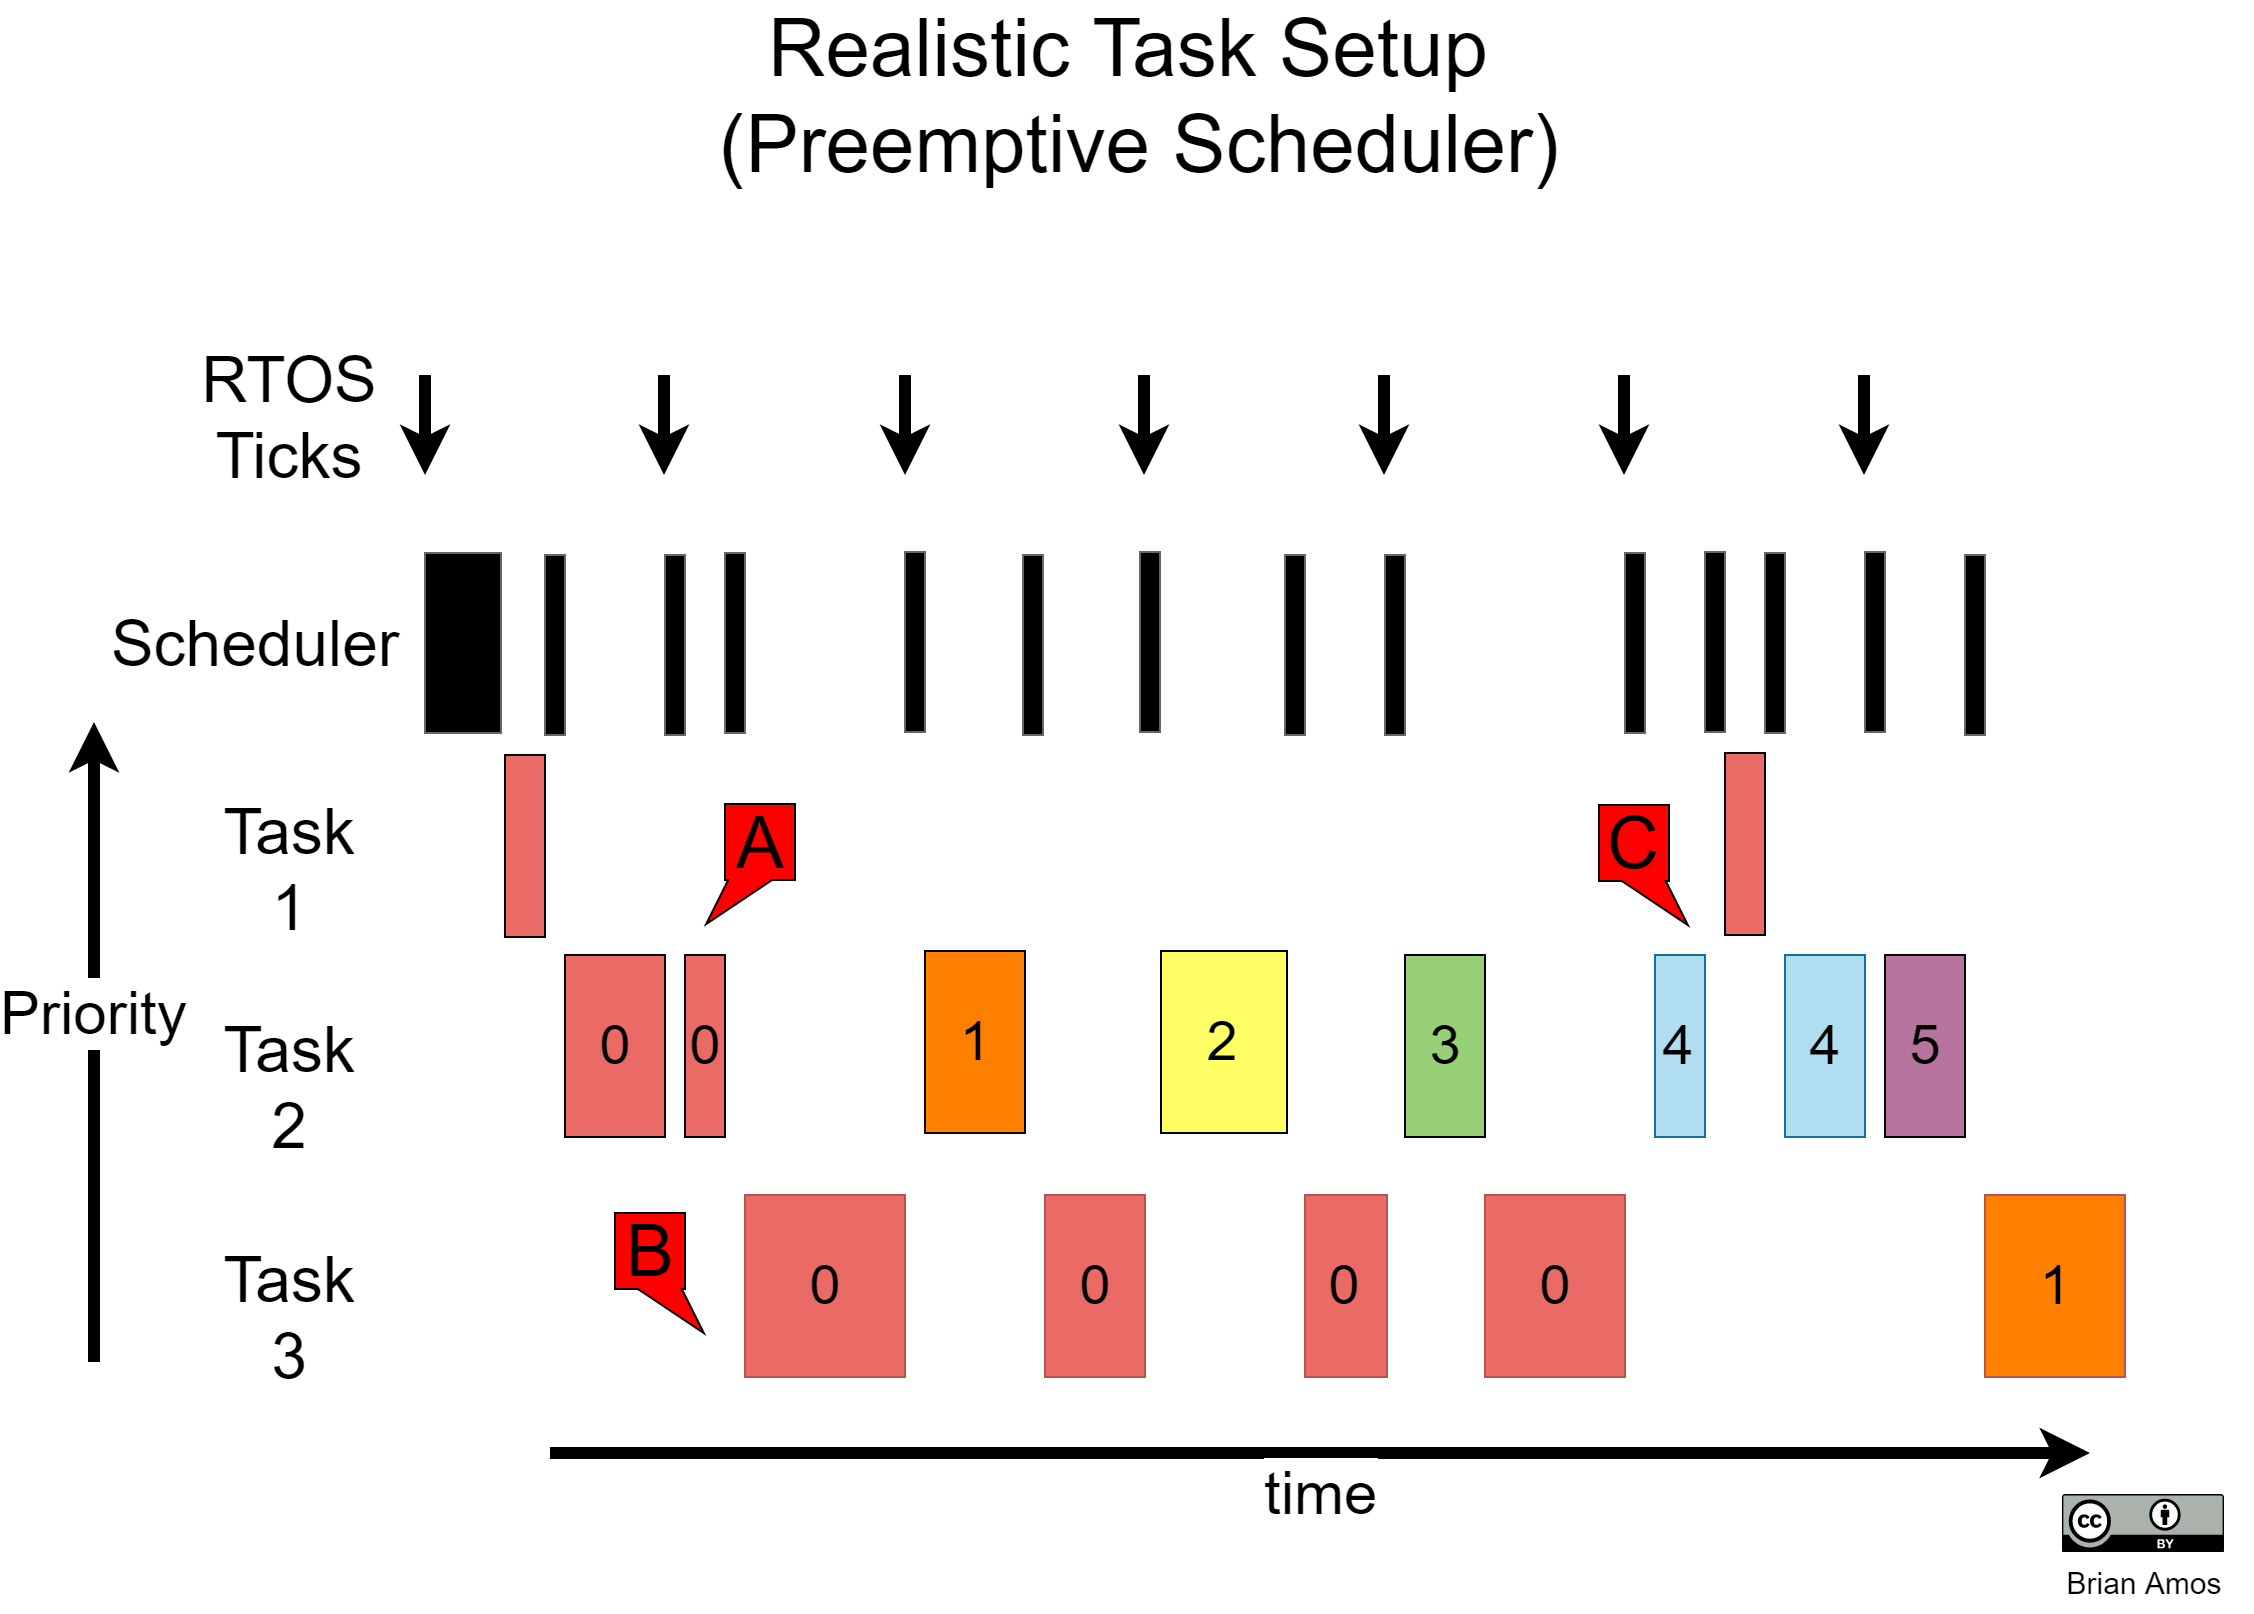 Realistic Task Setup
(Preemptive Scheduler)
RTOS
Ticks
Scheduler
Task
1
A
C
Priority
Task
2
0
0
1
2
3
4
4
5
B
Task
3
0
0
0
0
1
time
cc
BY
Brian Amos